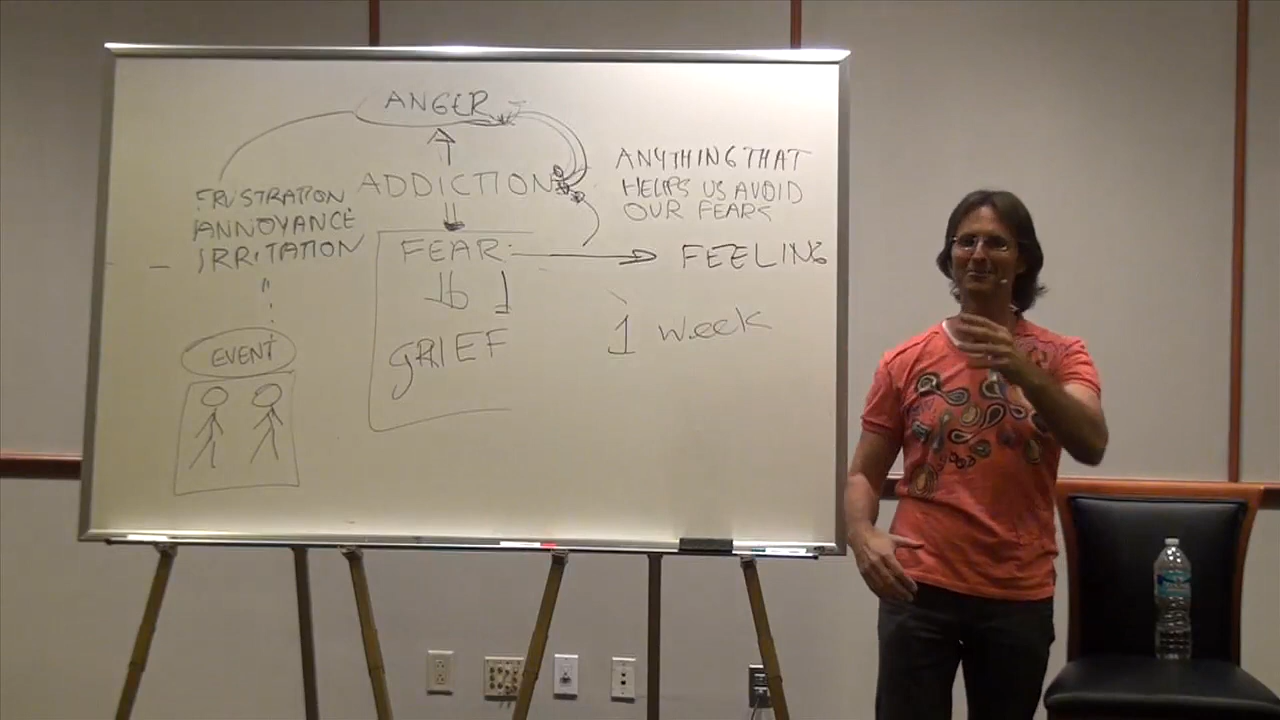 ANGER
ADDICTION
ANYTHING THAT
HELPS US AVOID
OUR FEARS
FRUSTRATION
ANNOYANCE
IRRITATION
FEAR
FEELING
GRIEF
1 week
EVENT